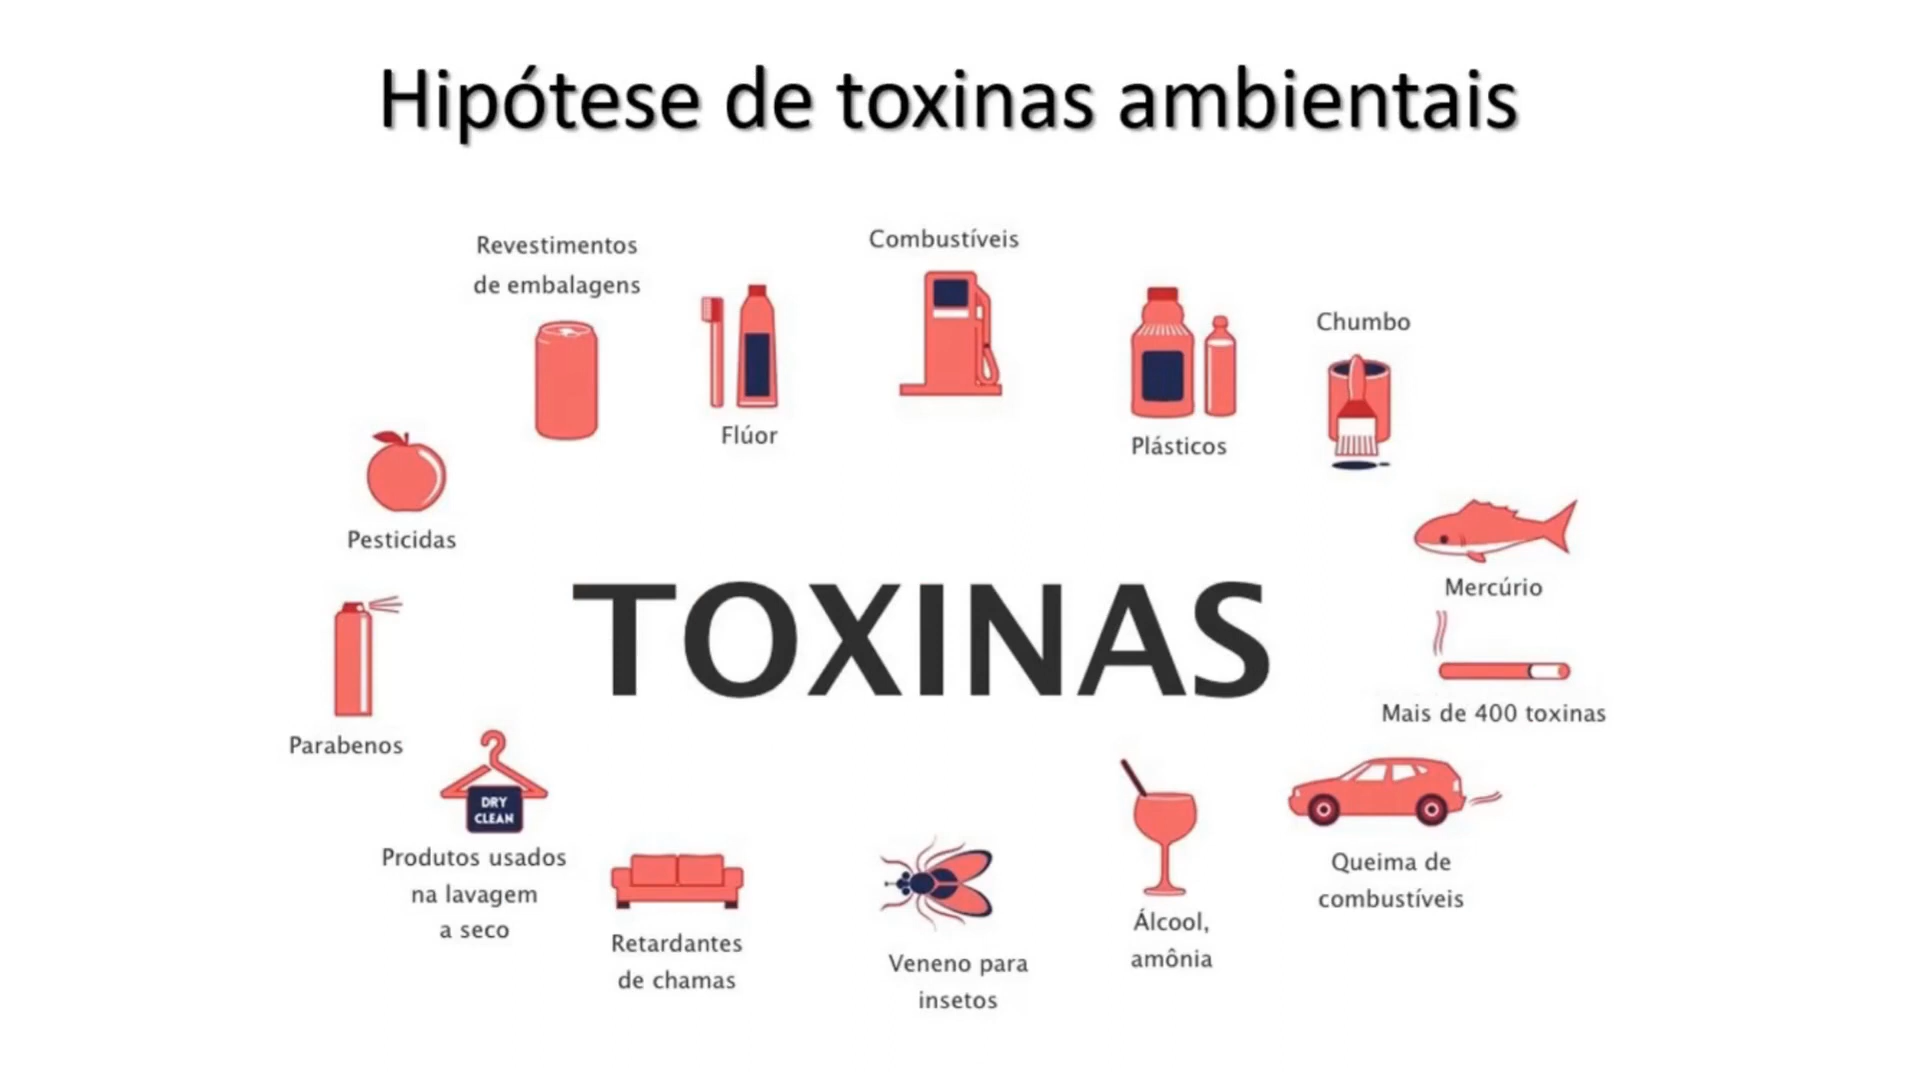 Hipótese de toxinas ambientais
Revestimentos
de embalagens
Flúor
Combustíveis
Plásticos
Chumbo
Pesticidas
Mercúrio
TOXINAS
Mais de 400 toxinas
Parabenos
DRY
CLEAN
Produtos usados
na lavagem
a seco
Retardantes
de chamas
Veneno para
insetos
Álcool,
amônia
Queima de
combustíveis